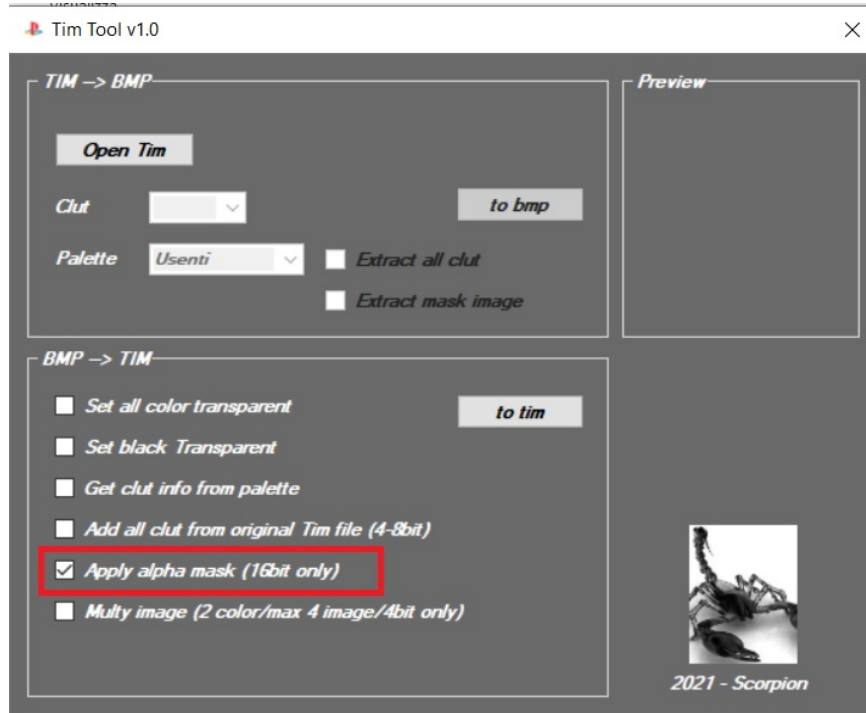 visualizza
Tim Tool v1.0
TIM --> BMP
Preview
Open Tim
Clut
to bmp
Palette
Usenti
Extract all clut
Extract mask image
BMP --> TIM
Set all color transparent
to tim
Set black Transparent
Get clut info from palette
Add all clut from original Tim file (4-8bit)
Apply alpha mask (16bit only)
Multy image (2 color/max 4 image/4bit only)
2021 - Scorpion